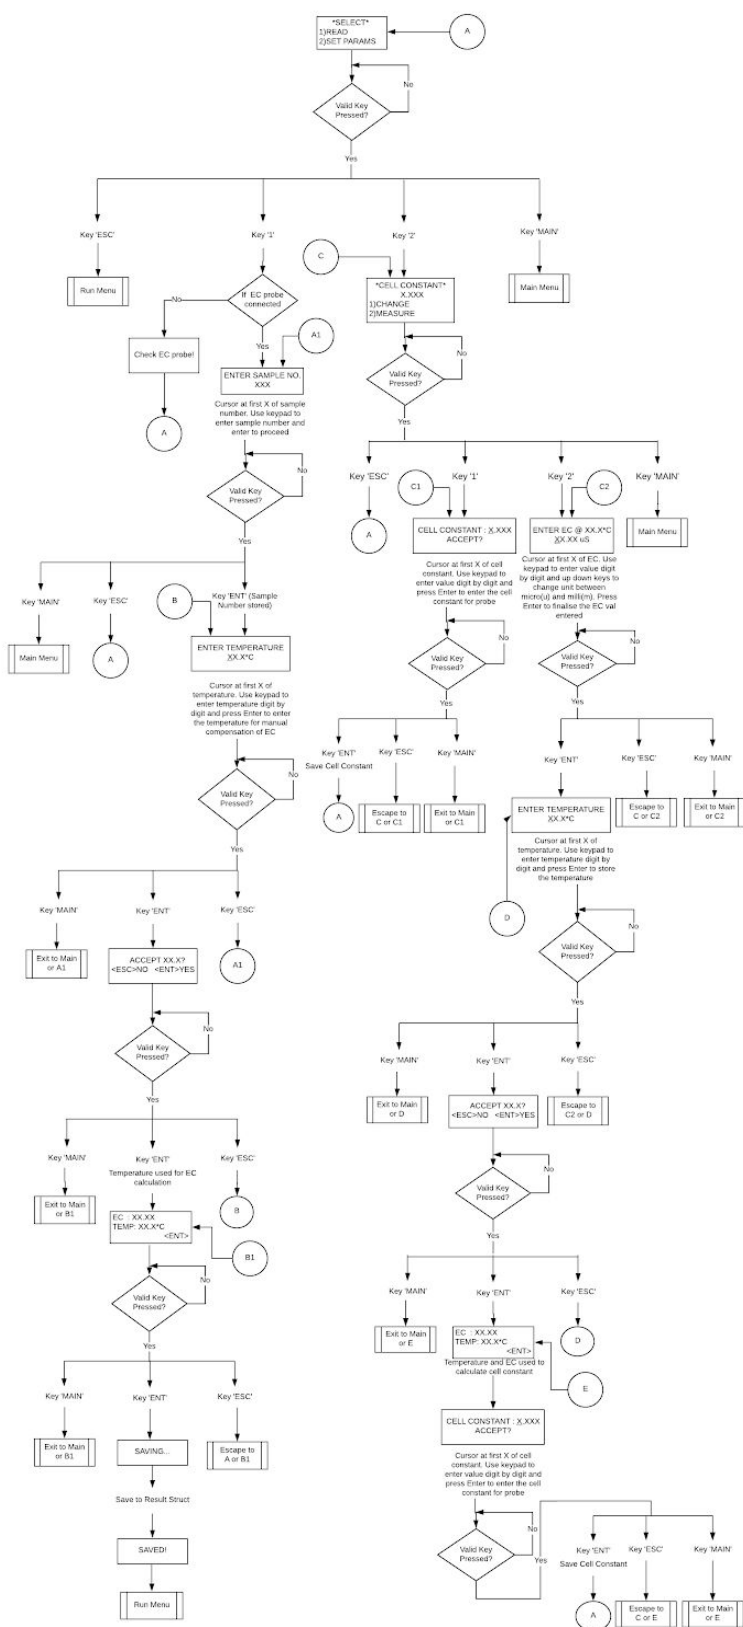 *SELECT*
1)READ
2)SET PARAMS
A
No
Valid Key
Pressed?
Yes
Key 'ESC'
Key '1'
Key '2'
Key 'MAIN'
Run Menu
If EC probe
connected
No
Yes
Check EC probe!
A
A1
ENTER SAMPLE NO.
XXX
Cursor at first X of sample
number. Use keypad to
enter sample number and
enter to proceed
No
Valid Key
Pressed?
Yes
C
*CELL CONSTANT*
X.XXX
1)CHANGE
2)MEASURE
Main Menu
No
Valid Key
Pressed?
Yes
Key 'ESC'
Key '1'
Key '2'
Key 'MAIN'
A
C1
C2
Main Menu
CELL CONSTANT : X.XXX
ACCEPT?
Cursor at first X of cell
constant. Use keypad to
enter value digit by digit and
press Enter to enter the cell
constant for probe
ENTER EC @ XX.X*C
XX.XX uS
Cursor at first X of EC. Use
keypad to enter value digit
by digit and up down keys to
change unit between
micro(u) and milli(m). Press
Enter to finalise the EC val
entered
Key 'MAIN'
Key 'ESC'
Key 'ENT' (Sample
Number stored)
Main Menu
A
B
ENTER TEMPERATURE
XX.X*C
Cursor at first X of
temperature. Use keypad to
enter temperature digit by
digit and press Enter to enter
the temperature for manual
compensation of EC
No
Valid Key
Pressed?
Yes
No
Valid Key
Pressed?
Yes
Key 'ENT'
Save Cell Constant
Key 'ESC'
Key 'MAIN'
A
Escape to
C or C1
Exit to Main
or C1
No
Valid Key
Pressed?
Yes
Key 'ENT'
Key 'ESC'
Key 'MAIN'
ENTER TEMPERATURE
XX.X*C
Escape to
C or C2
Exit to Main
or C2
Cursor at first X of
temperature. Use keypad to
enter temperature digit by
digit and press Enter to store
the temperature
D
No
Valid Key
Pressed?
Yes
Key 'MAIN'
Key 'ENT'
Key 'ESC'
Exit to Main
or A1
ACCEPT XX.X?
<ESC>NO <ENT>YES
A1
No
Valid Key
Pressed?
Yes
Key 'MAIN'
Key 'ENT'
Key 'ESC'
Exit to Main
or D
ACCEPT XX.X?
<ESC>NO <ENT>YES
Escape to
C2 or D
No
Valid Key
Pressed?
Yes
Key 'MAIN'
Key 'ENT'
Temperature used for EC
calculation
Key 'ESC'
Exit to Main
or B1
B
EC : XX.XX
TEMP: XX.X*C
<ENT>
B1
No
Valid Key
Pressed?
Yes
Key 'MAIN'
Key 'ENT'
Key 'ESC'
Exit to Main
or B1
SAVING...
Escape to
A or B1
Save to Result Struct
SAVED!
Run Menu
Key 'MAIN'
Key 'ENT'
Key 'ESC'
Exit to Main
or E
EC : XX.XX
TEMP: XX.X*C
<ENT>
D
Temperature and EC used to
calculate cell constant
E
CELL CONSTANT : X.XXX
ACCEPT?
Cursor at first X of cell
constant. Use keypad to
enter value digit by digit and
press Enter to enter the cell
constant for probe
No
Valid Key
Pressed?
Yes
Key 'ENT'
Save Cell Constant
Key 'ESC'
Key 'MAIN'
A
Escape to
C or E
Exit to Main
or E